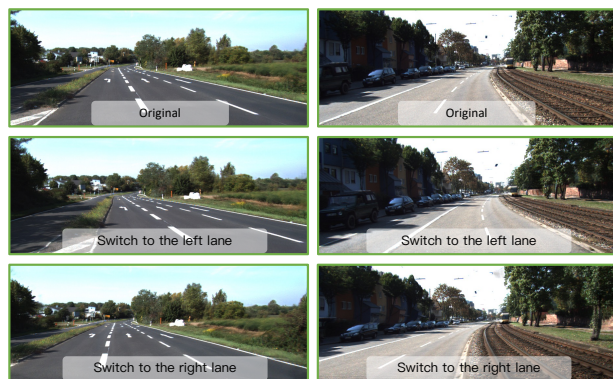 Original
Original
Switch to the left lane
Switch to the left lane
Switch to the right lane
Switch to the right lane